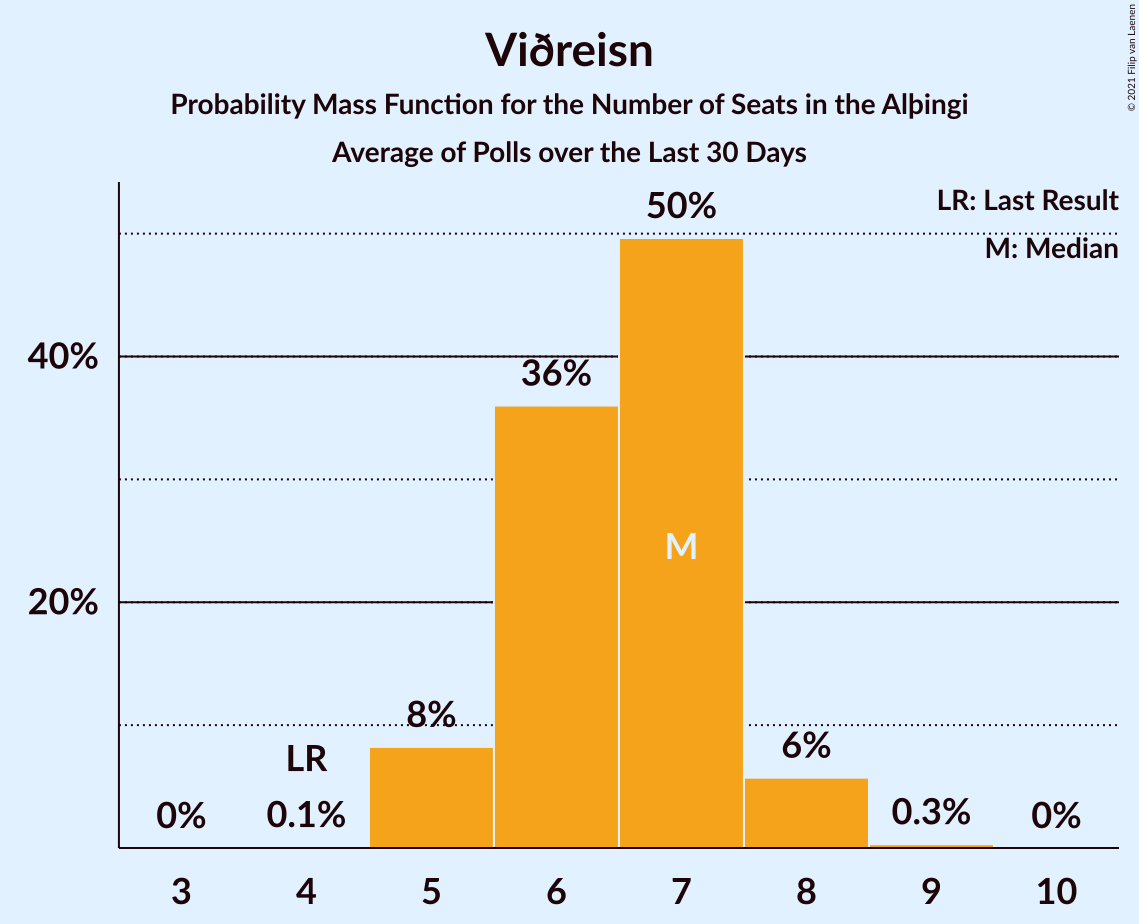 Viðreisn
Probability Mass Function for the Number of Seats in the Alþingi
Average of Polls over the Last 30 Days
© 2021 Filip van Laenen
LR: Last Result
M: Median
50%
40%
36%
M
20%
8%
LR
6%
0%
0.1%
0.3%
0%
3
4
5
6
7
8
9
10